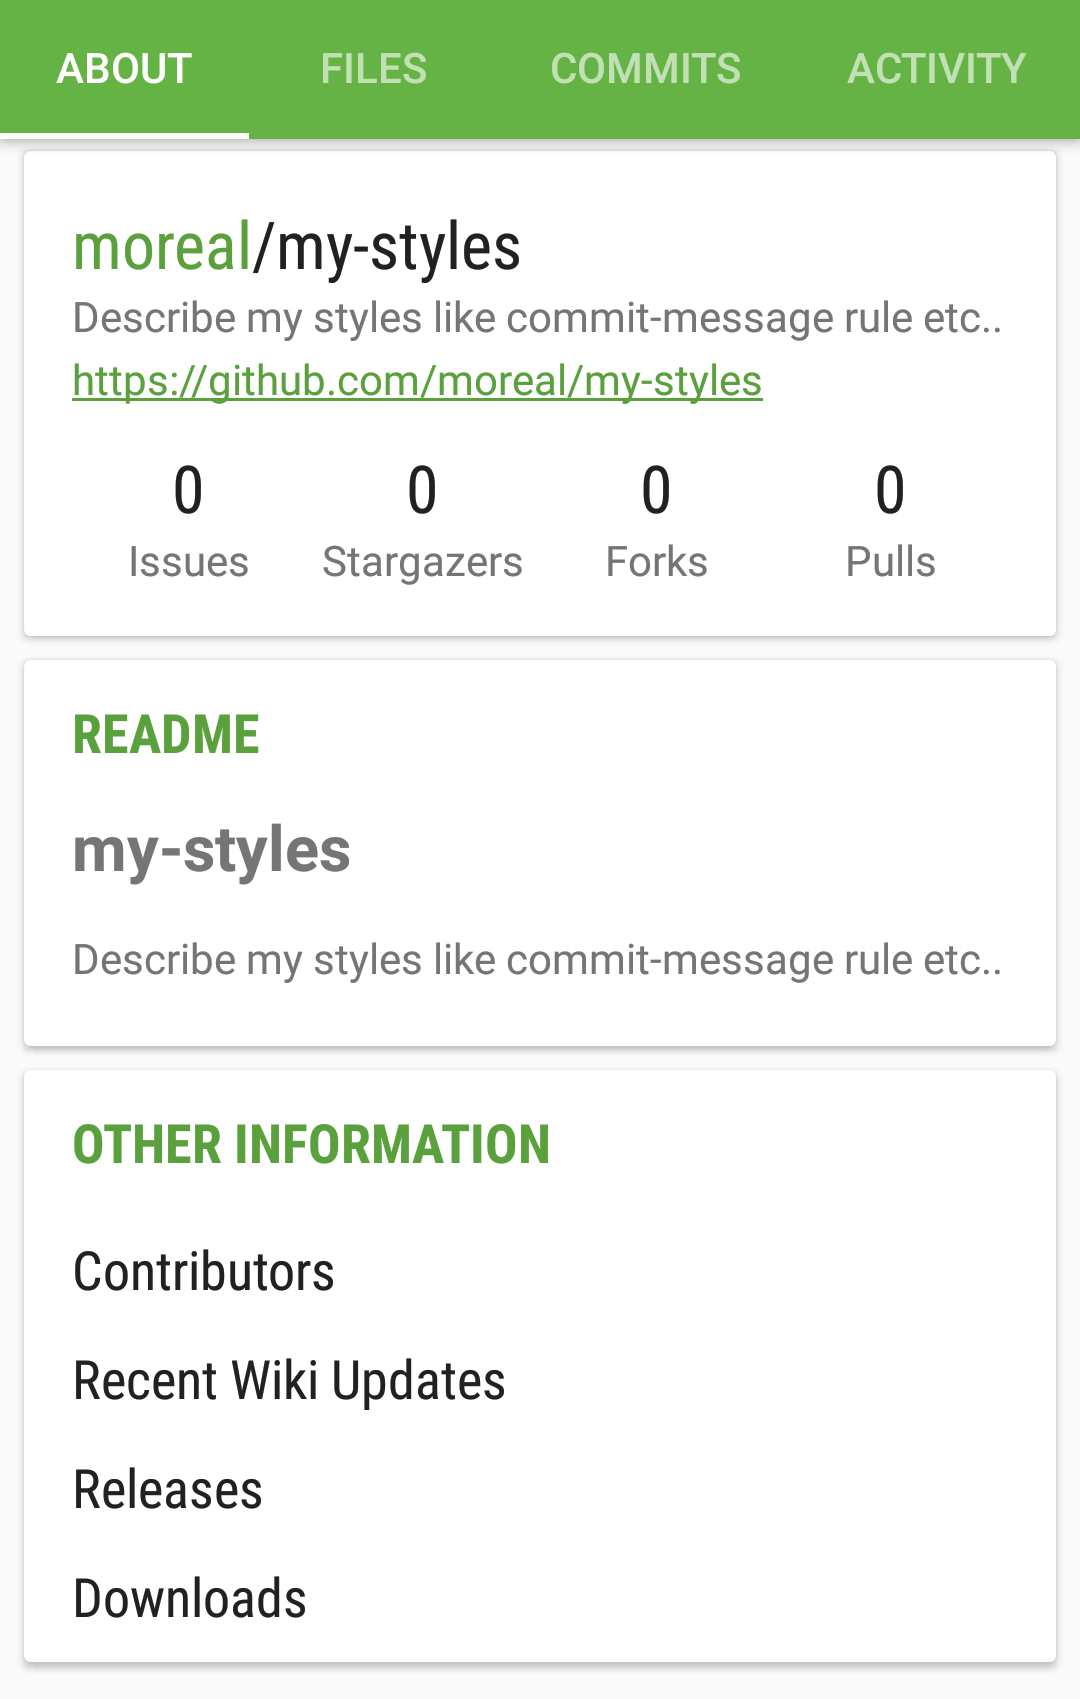 ABOUT FILES COMMITS ACTIVITY
moreal/my-styles
Describe my styles like commit-message rule etc..
https://github.com/moreal/my-styles
0 0 0 0
Issues Stargazers Forks Pulls
README
my-styles
Describe my styles like commit-message rule etc..
OTHER INFORMATION
Contributors
Recent Wiki Updates
Releases
Downloads